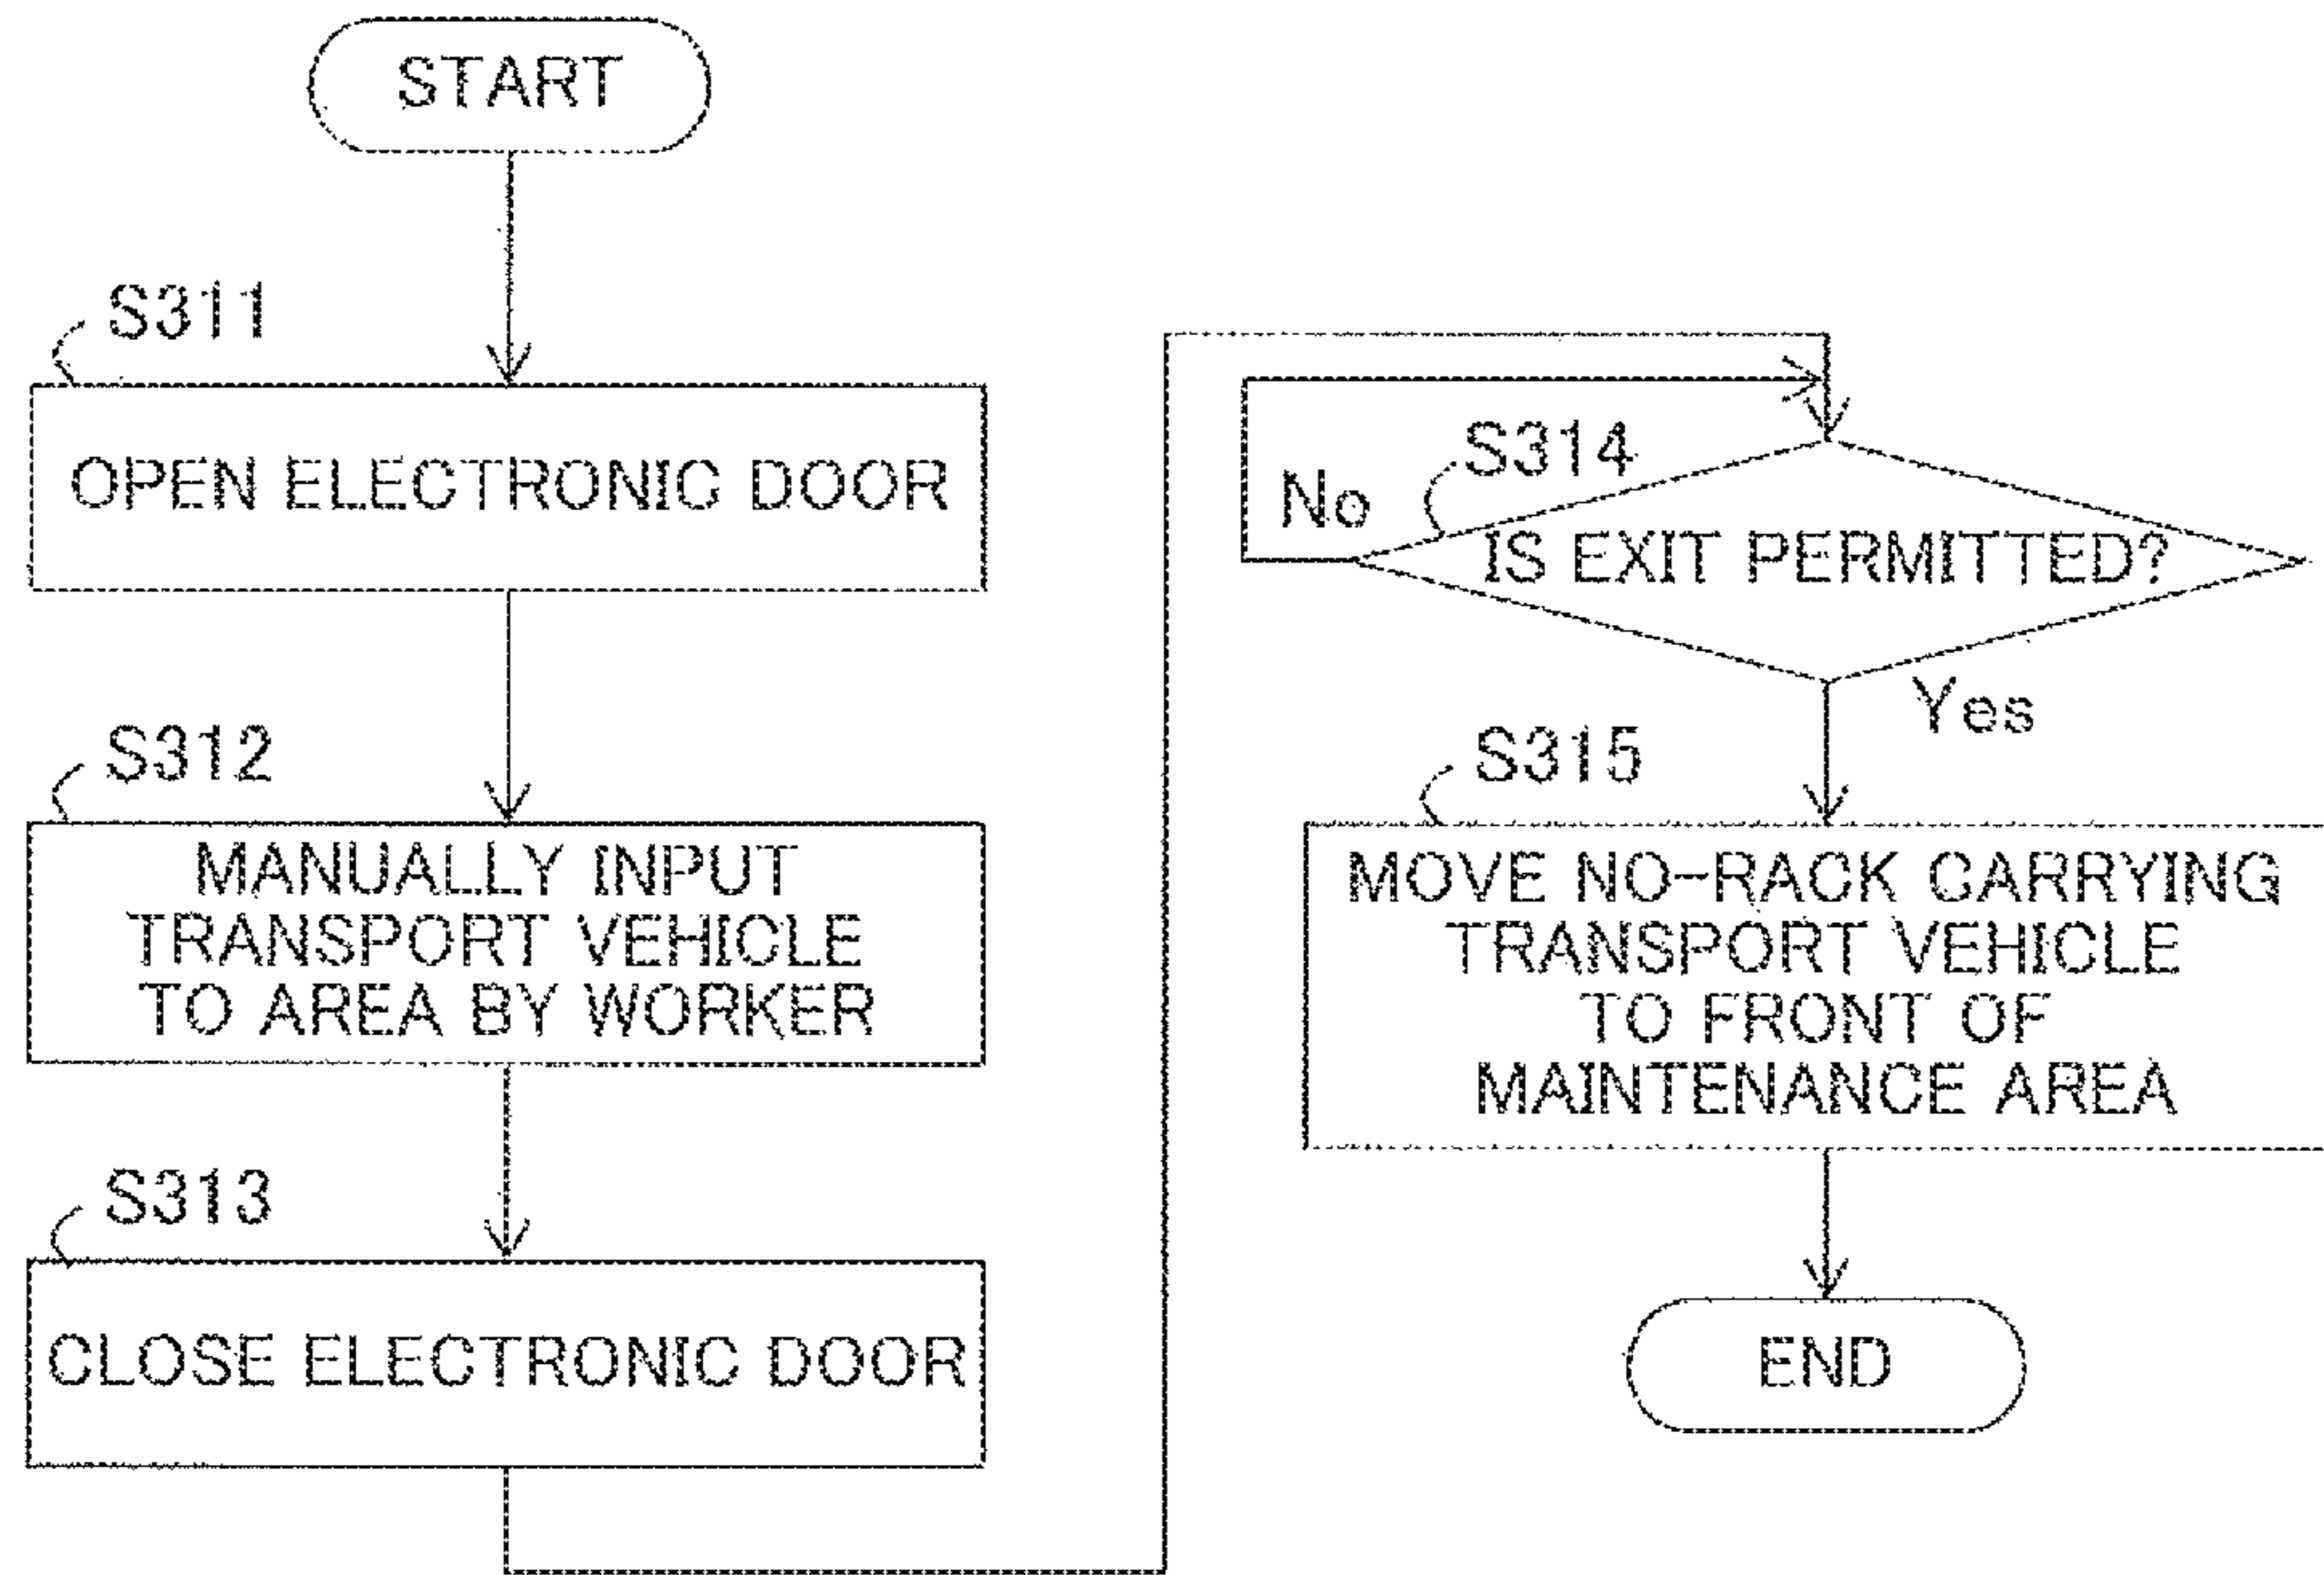 START
S311
OPEN ELECTRONIC DOOR
S312
MANUALLY INPUT
TRANSPORT VEHICLE
TO AREA BY WORKER
S313
CLOSE ELECTRONIC DOOR
S314
No
IS EXIT PERMITTED?
Yes
S315
MOVE NO-RACK CARRYING
TRANSPORT VEHICLE
TO FRONT OF
MAINTENANCE AREA
END